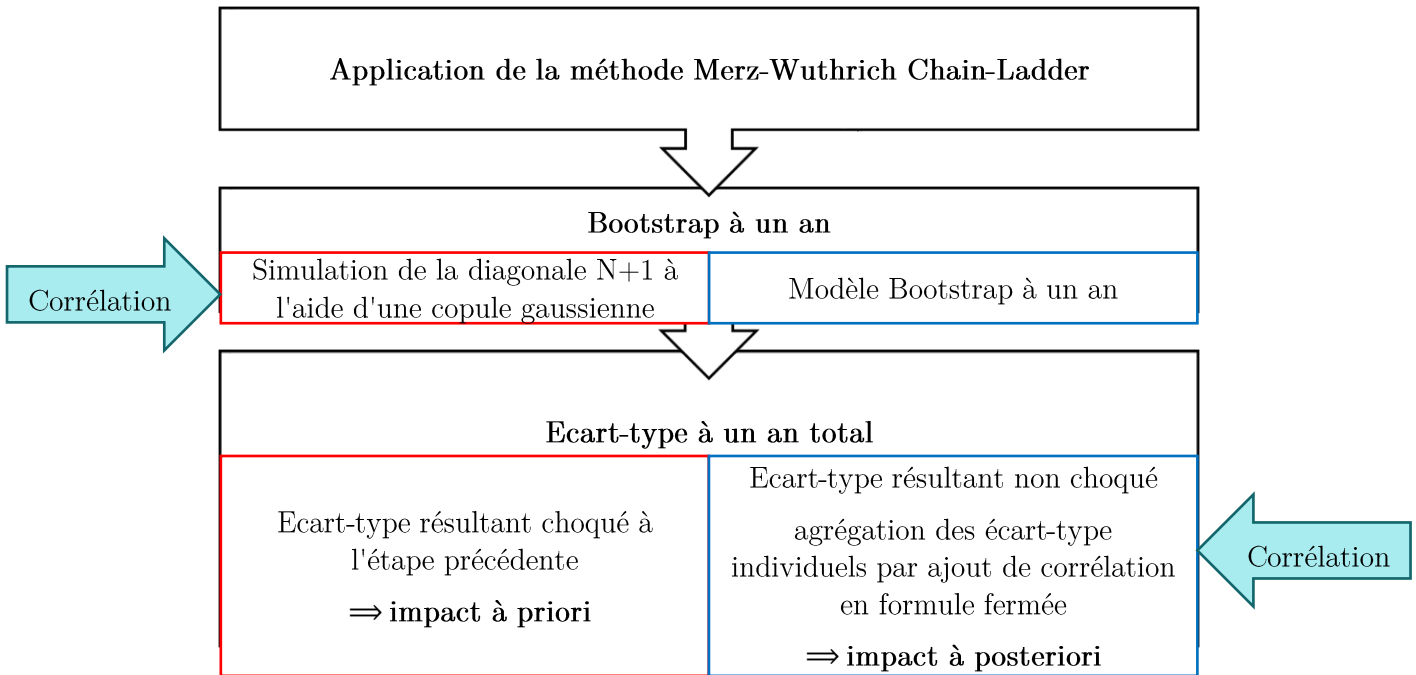 Application de la méthode Merz-Wuthrich Chain-Ladder
Bootstrap à un an
Corrélation
Simulation de la diagonale N+1 à
l'aide d'une copule gaussienne
Modèle Bootstrap à un an
Ecart-type à un an total
Ecart-type résultant choqué à
l'étape précédente
⟹ impact à priori
Ecart-type résultant non choqué
agrégation des écart-type
individuels par ajout de corrélation
en formule fermée
⟹ impact à posteriori
Corrélation